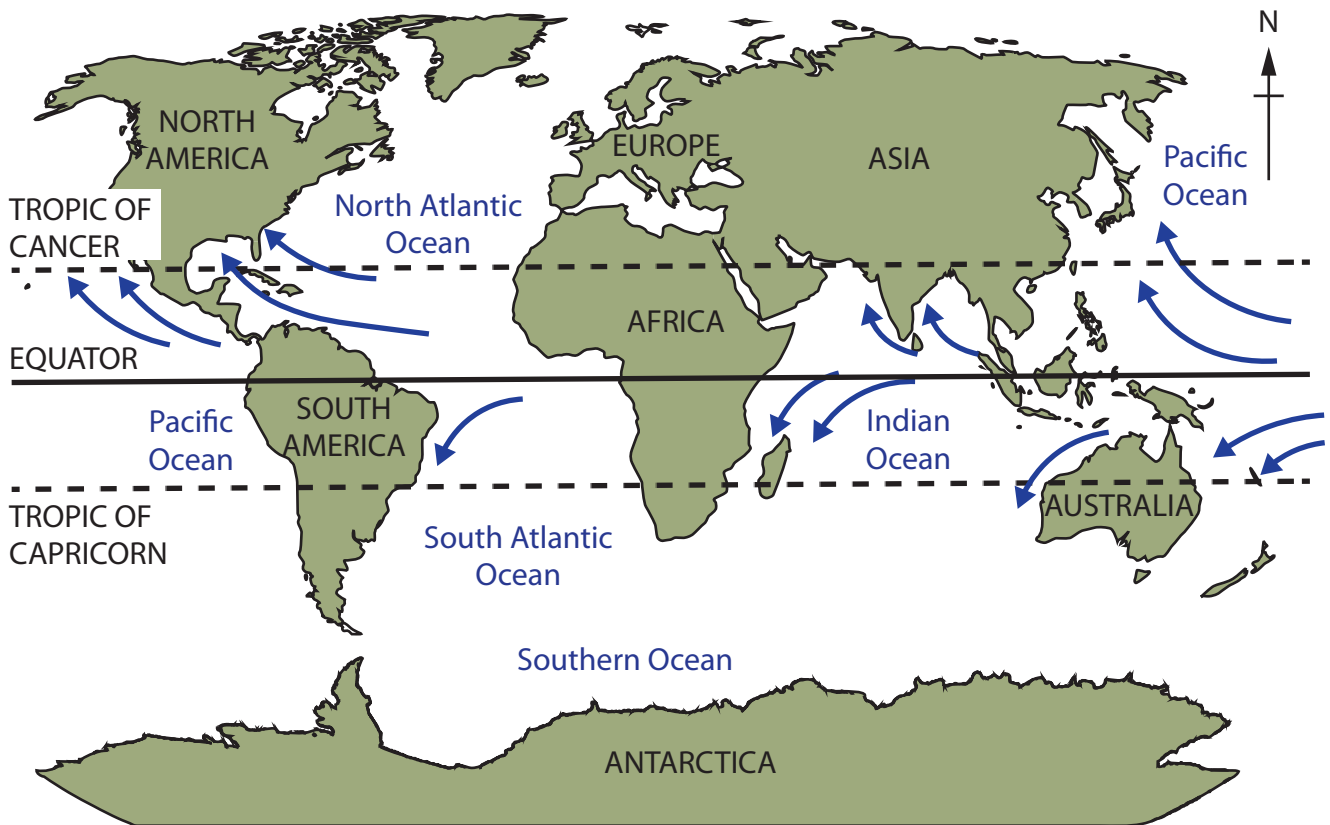 N
NORTH
AMERICA
EUROPE
ASIA
Pacific
Ocean
TROPIC OF
CANCER
North Atlantic
Ocean
AFRICA
EQUATOR
Pacific
Ocean
SOUTH
AMERICA
Indian
Ocean
TROPIC OF
CAPRICORN
AUSTRALIA
South Atlantic
Ocean
Southern Ocean
ANTARCTICA